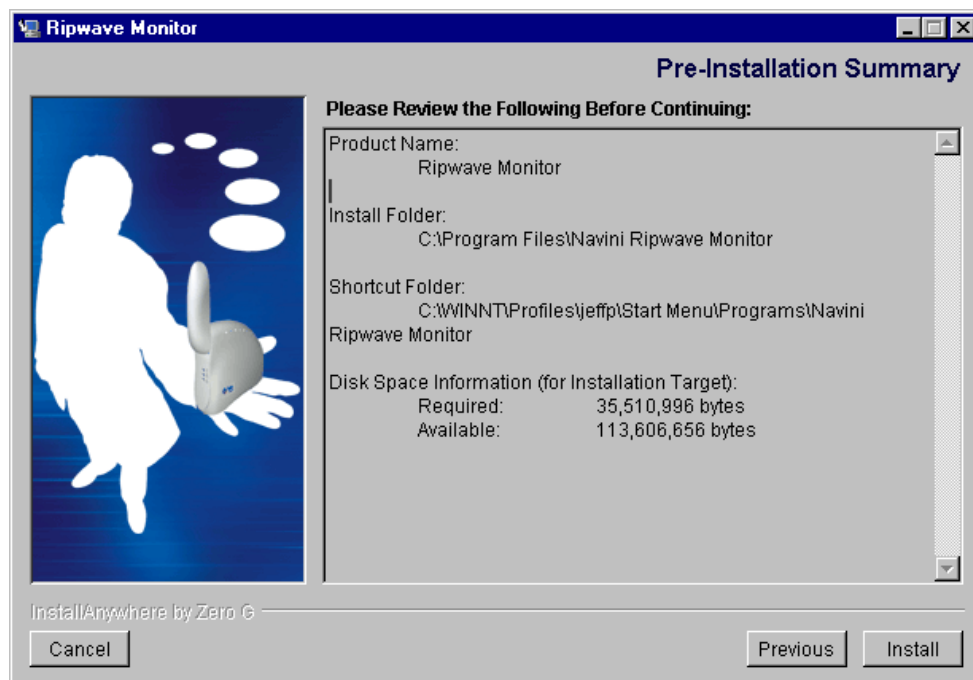 Ripwave Monitor
Pre-Installation Summary
Please Review the Following Before Continuing:
Product Name:
Ripwave Monitor
Install Folder:
C:\Program Files\Navini Ripwave Monitor
Shortcut Folder:
C:\WINNT\Profiles\jeffp\Start Menu\Programs\Navini
Ripwave Monitor
Disk Space Information (for Installation Target):
Required: 35,510,996 bytes
Available: 113,606,656 bytes
InstallAnywhere by Zero G
Cancel
Previous
Install